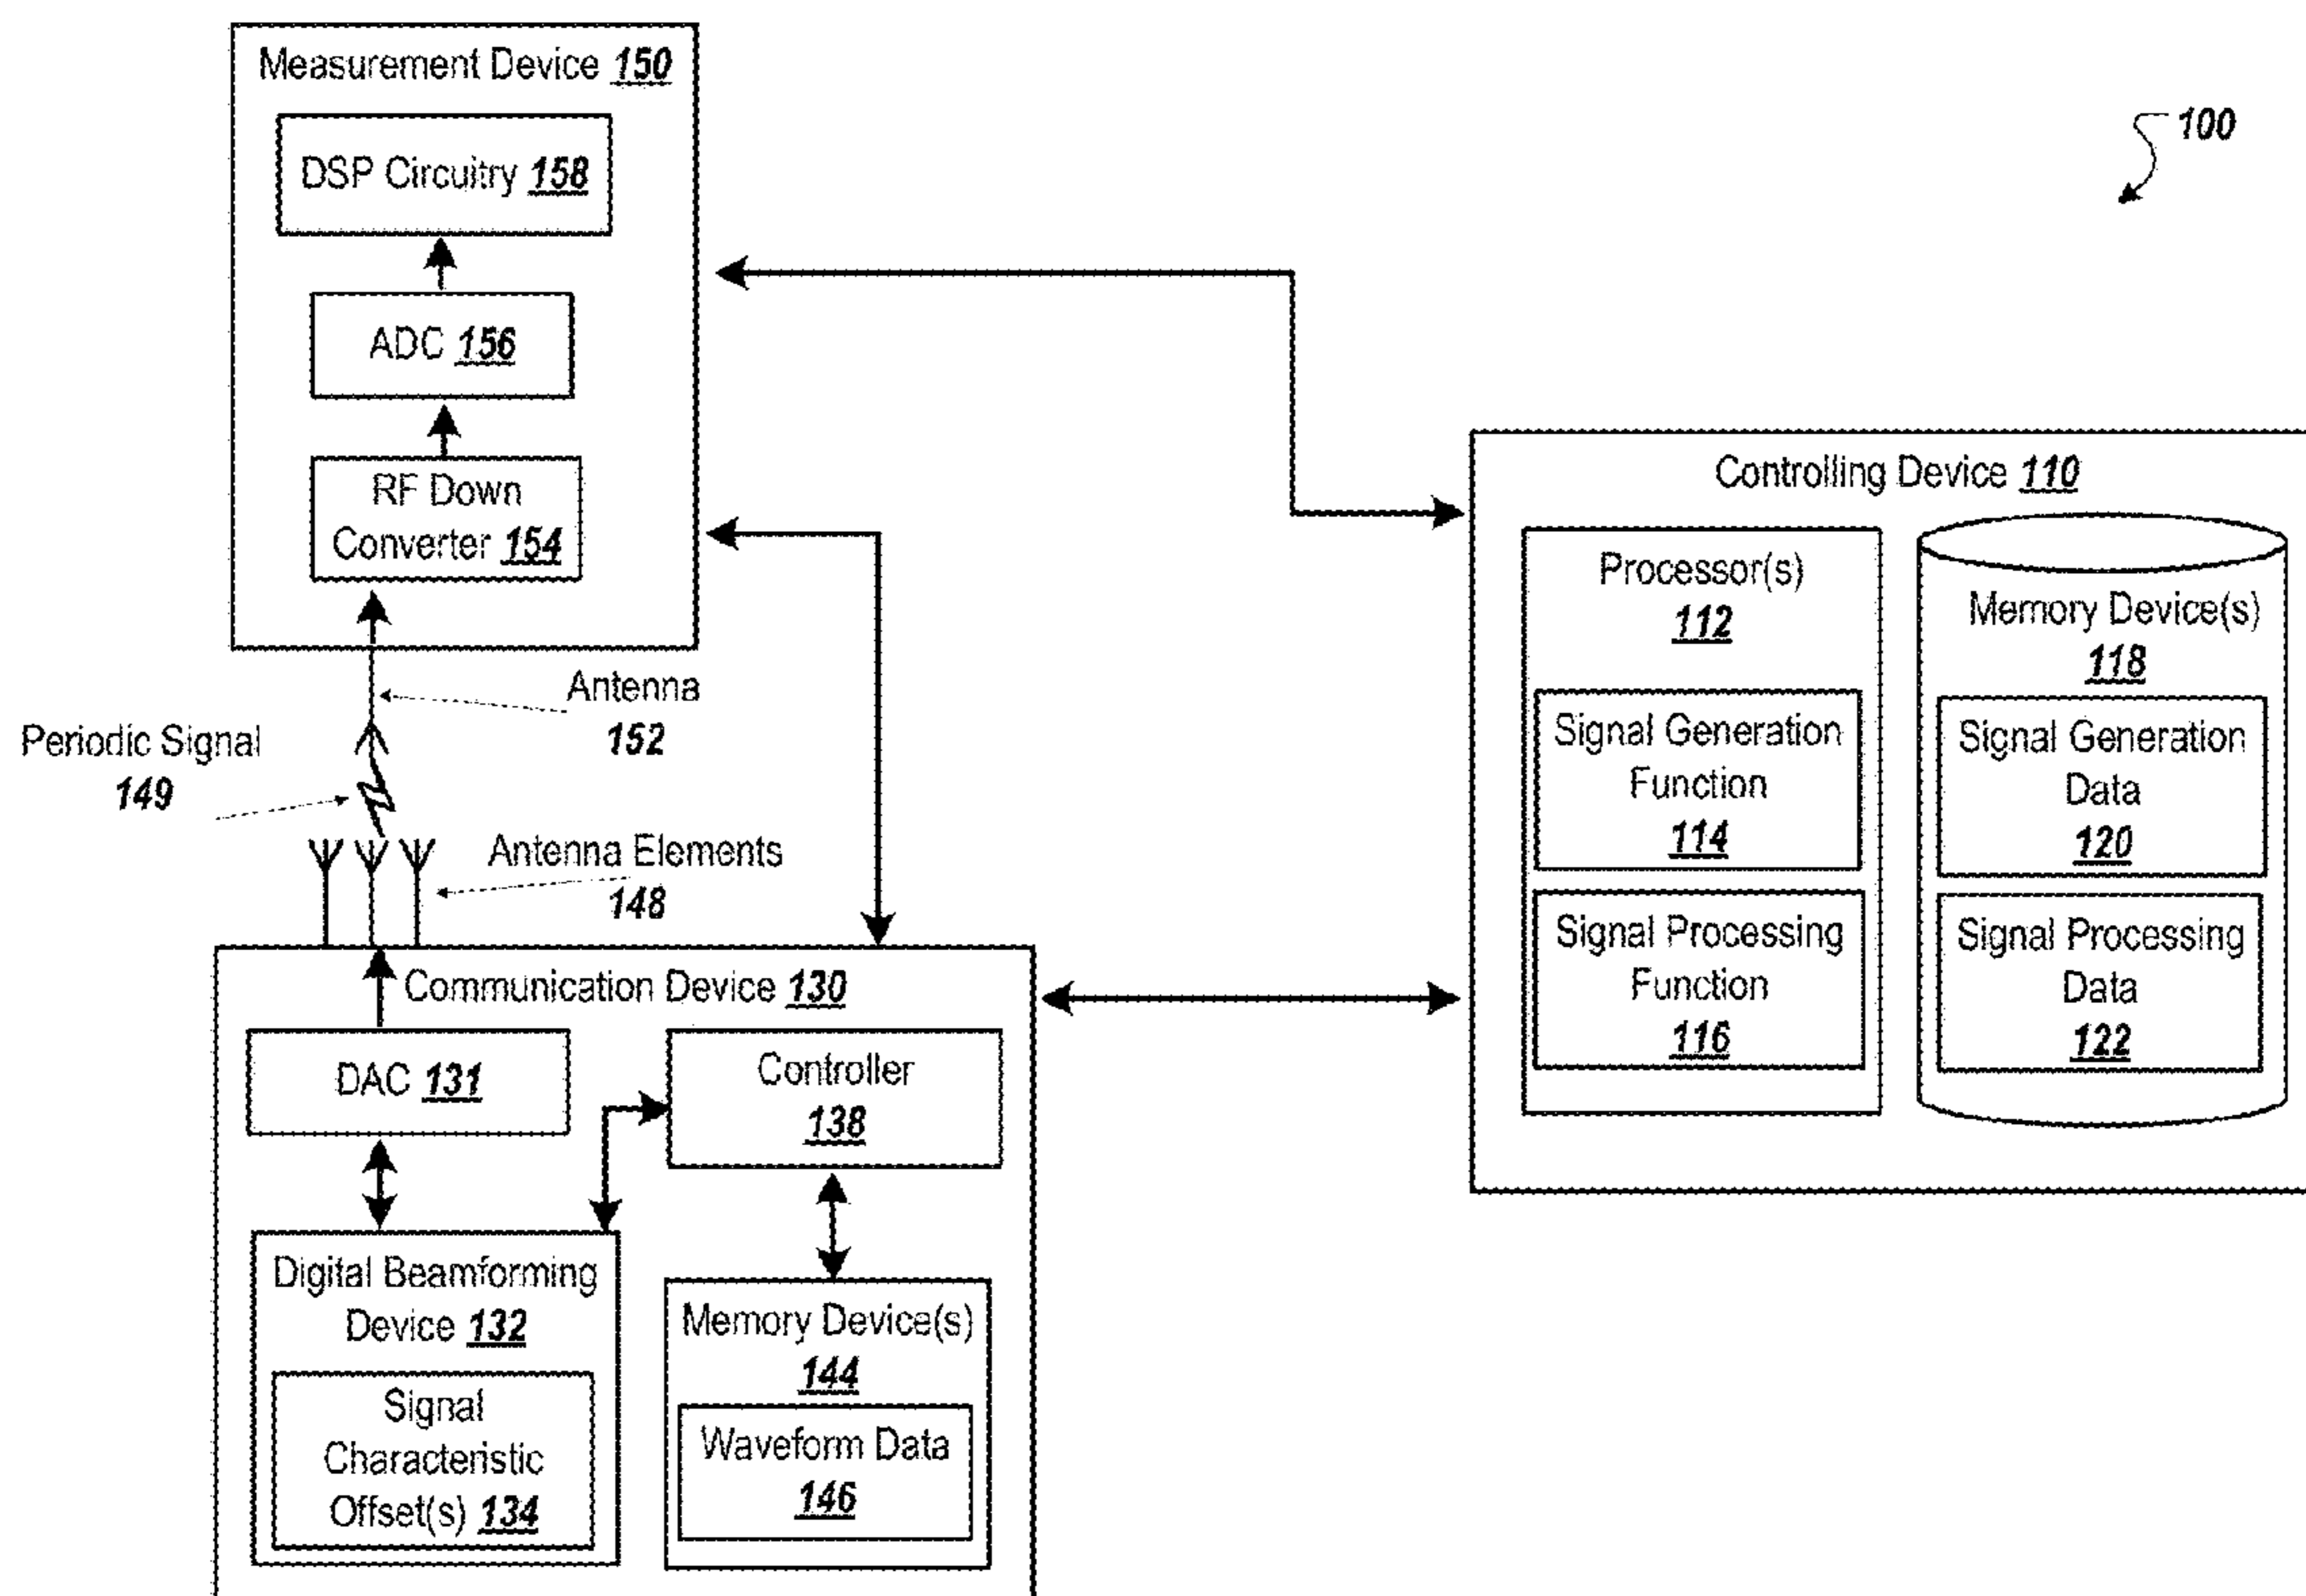 Measurement Device 150
DSP Circuitry 158
ADC 156
RF Down
Converter 154
Antenna
152
Periodic Signal
149
Antenna Elements
148
Communication Device 130
DAC 131
Controller
138
Digital Beamforming
Device 132
Signal
Characteristic
Offset(s) 134
Memory Device(s)
144
Waveform Data
146
100
Controlling Device 110
Processor(s)
112
Signal Generation
Function
114
Signal Processing
Function
116
Memory Device(s)
118
Signal Generation
Data
120
Signal Processing
Data
122